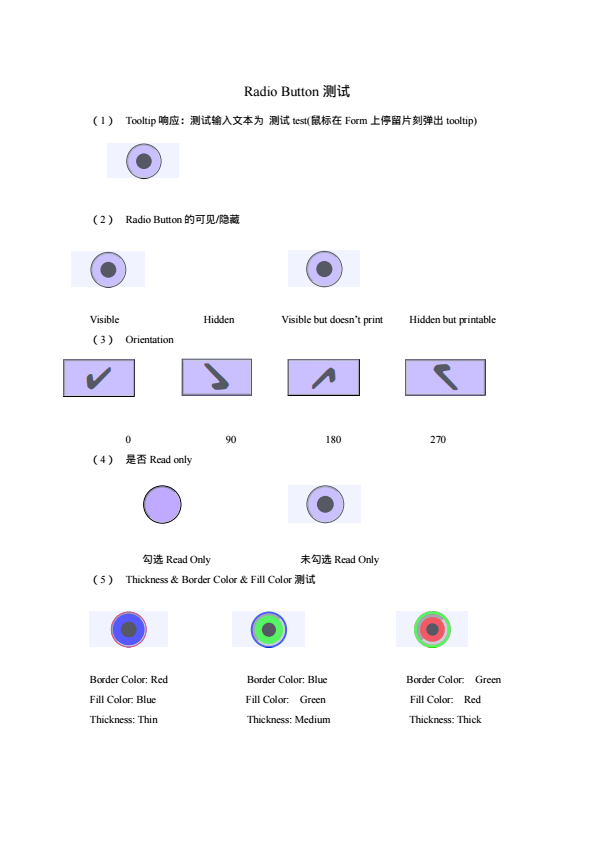 Radio Button 测试
（1） Tooltip 响应：测试输入文本为 测试 test(鼠标在 Form 上停留片刻弹出 tooltip)
（2） Radio Button 的可见/隐藏
Visible Hidden Visible but doesn’t print Hidden but printable
（3） Orientation
0 90 180 270
（4） 是否 Read only
勾选 Read Only 未勾选 Read Only
（5） Thickness & Border Color & Fill Color 测试
Border Color: Red Border Color: Blue Border Color: Green
Fill Color: Blue Fill Color: Green Fill Color: Red
Thickness: Thin Thickness: Medium Thickness: Thick